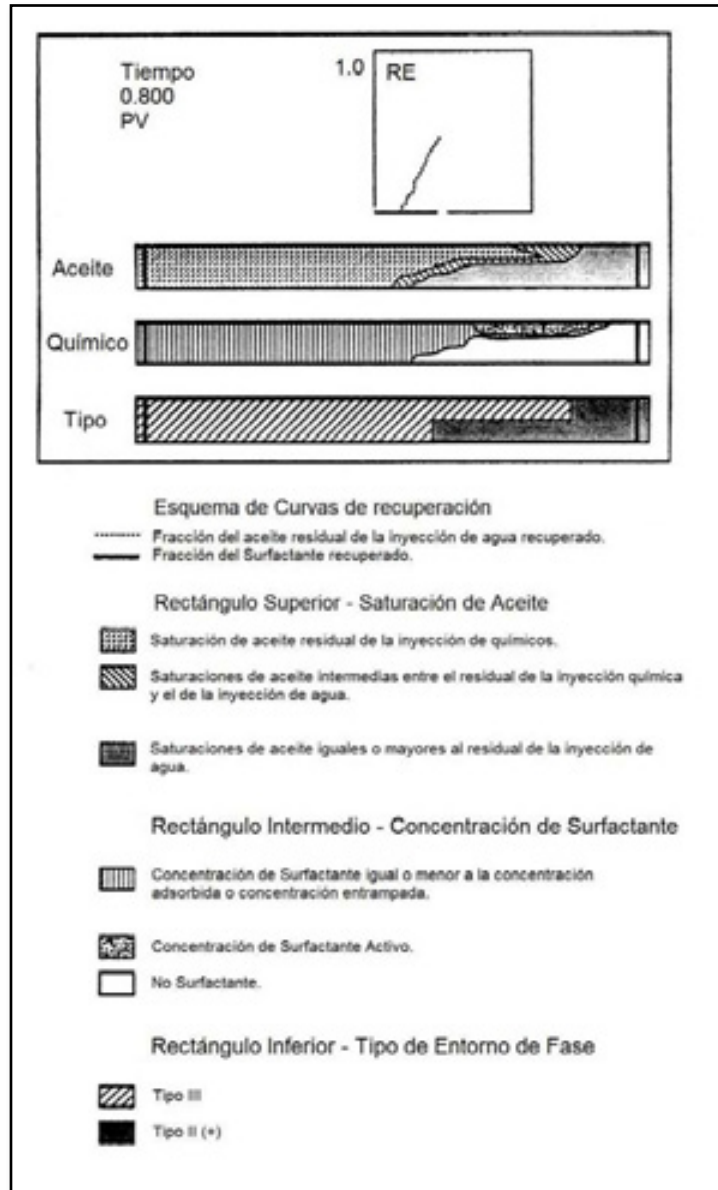 Tiempo
0.800
PV
1.0 RE
Aceite
Químico
Tipo
Esquema de Curvas de recuperación
Fracción del aceite residual de la inyección de agua recuperado.
Fracción del Surfactante recuperado.
Rectángulo Superior - Saturación de Aceite
Saturación de aceite residual de la inyección de químicos.
Saturaciones de aceite intermedias entre el residual de la inyección química
y el de la inyección de agua.
Saturaciones de aceite iguales o mayores al residual de la inyección de
agua.
Rectángulo Intermedio - Concentración de Surfactante
Concentración de Surfactante igual o menor a la concentración
adsorbida o concentración entrampada.
Concentración de Surfactante Activo.
No Surfactante.
Rectángulo Inferior - Tipo de Entorno de Fase
Tipo III
Tipo II (+)